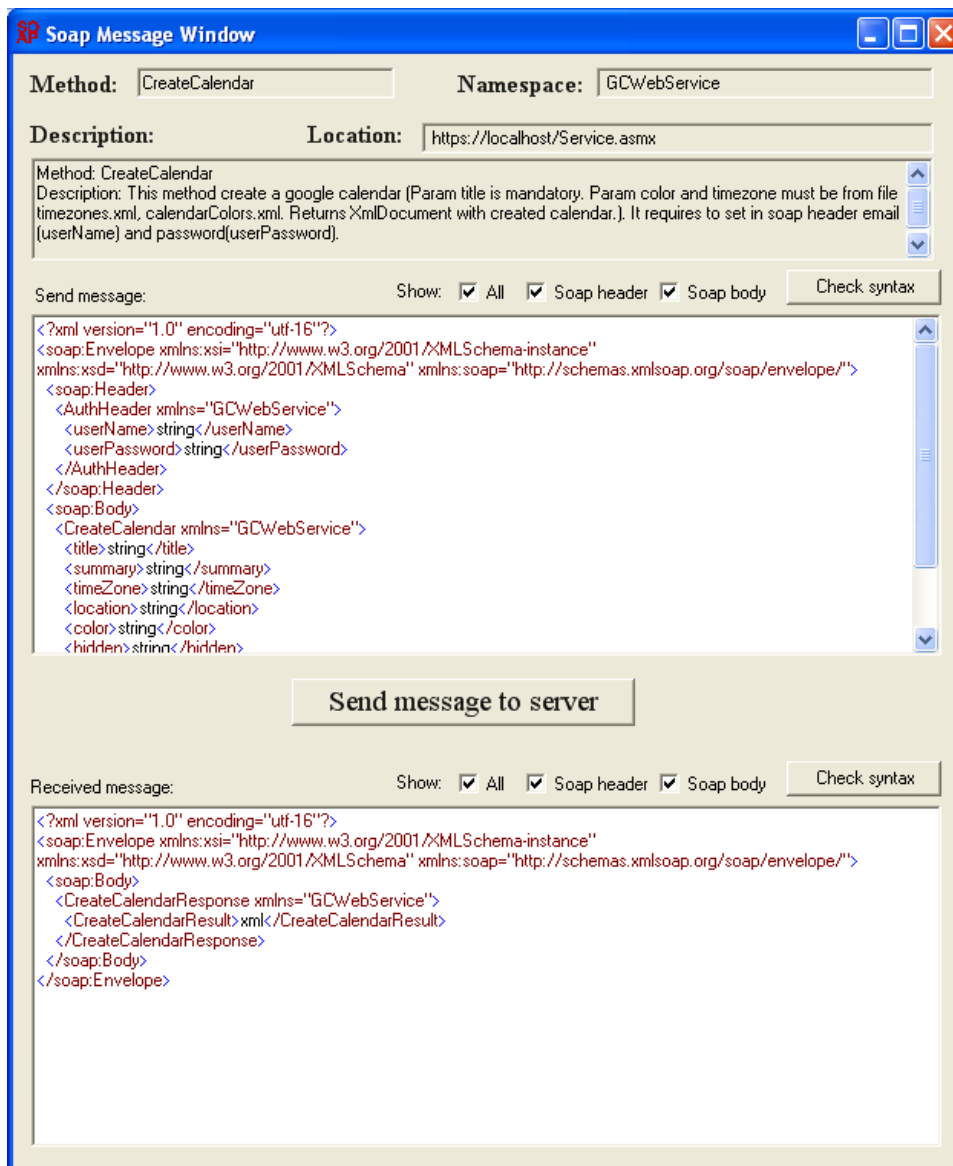 Soap Message Window
Method: CreateCalendar Namespace: GCWebService
Description: Location: https://localhost/Service.asmx
Method: CreateCalendar
Description: This method create a google calendar (Param title is mandatory. Param color and timezone must be from file
timezones.xml, calendarColors.xml. Returns XmlDocument with created calendar.). It requires to set in soap header email
(userName) and password(userPassword).
Send message: Show: All Soap header Soap body Check syntax
<?xml version="1.0" encoding="utf-16"?>
<soap:Envelope xmlns:xsi="http://www.w3.org/2001/XMLSchema-instance"
xmlns:xsd="http://www.w3.org/2001/XMLSchema" xmlns:soap="http://schemas.xmlsoap.org/soap/envelope/">
<soap:Header>
<AuthHeader xmlns="GCWebService">
<userName>string</userName>
<userPassword>string</userPassword>
</AuthHeader>
</soap:Header>
<soap:Body>
<CreateCalendar xmlns="GCWebService">
<title>string</title>
<summary>string</summary>
<timeZone>string</timeZone>
<location>string</location>
<color>string</color>
<hidden>string</hidden>
Send message to server
Received message: Show: All Soap header Soap body Check syntax
<?xml version="1.0" encoding="utf-16"?>
<soap:Envelope xmlns:xsi="http://www.w3.org/2001/XMLSchema-instance"
xmlns:xsd="http://www.w3.org/2001/XMLSchema" xmlns:soap="http://schemas.xmlsoap.org/soap/envelope/">
<soap:Body>
<CreateCalendarResponse xmlns="GCWebService">
<CreateCalendarResult>xml</CreateCalendarResult>
</CreateCalendarResponse>
</soap:Body>
</soap:Envelope>